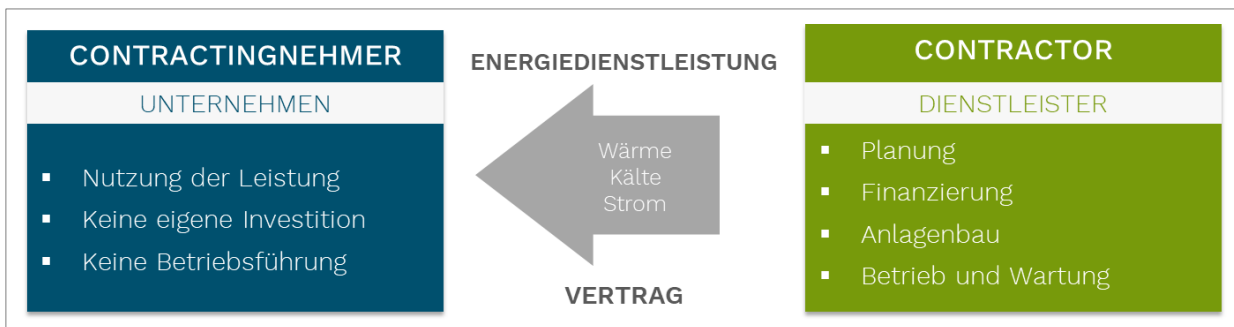 CONTRACTINGNEHMER
UNTERNEHMEN
▪ Nutzung der Leistung
▪ Keine eigene Investition
▪ Keine Betriebsführung
ENERGIEDIENSTLEISTUNG
Wärme
Kälte
Strom
VERTRAG
CONTRACTOR
DIENSTLEISTER
▪ Planung
▪ Finanzierung
▪ Anlagenbau
▪ Betrieb und Wartung